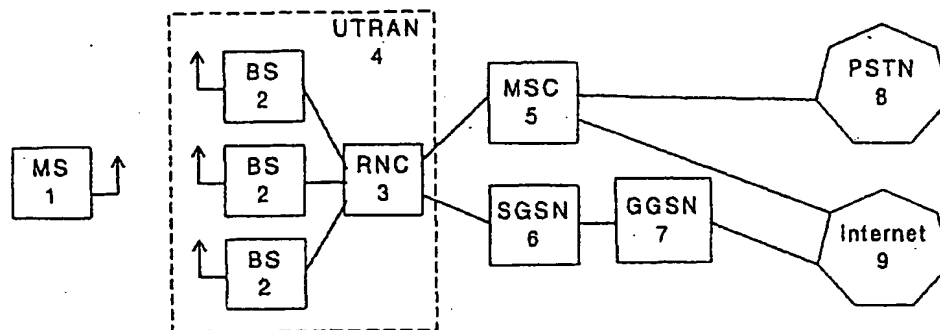 UTRAN
4
BS
2
BS
2
BS
2
MS
1
RNC
3
MSC
5
SGSN
6
GGSN
7
PSTN
8
Internet
9